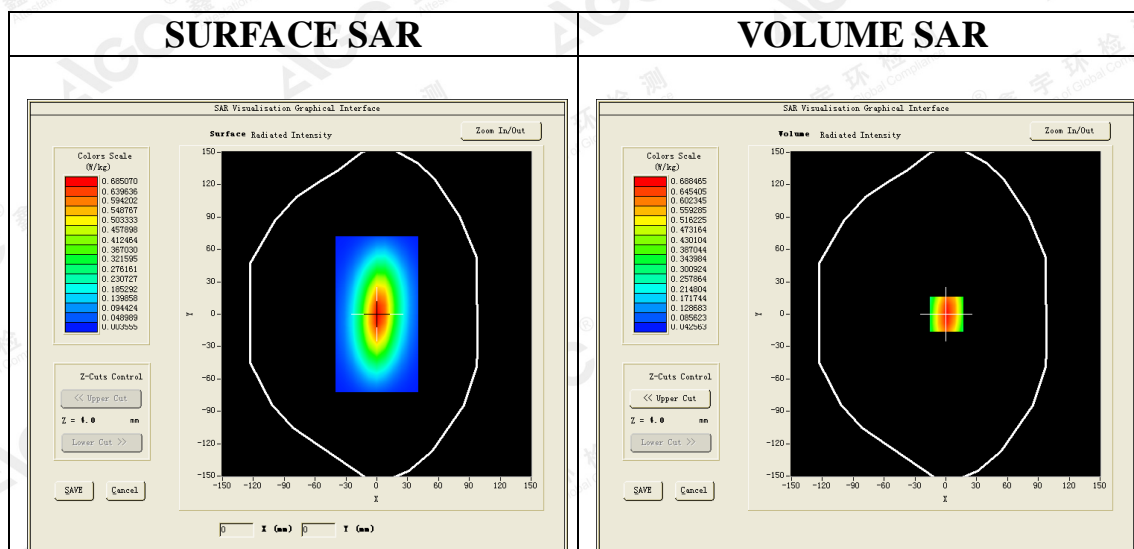 SURFACE SAR
SAR Visualisation Graphical Interface
Surface Radiated Intensity
Zoom In/Out
Colors Scale
(W/kg)
0.685070
0.639636
0.594202
0.548767
0.503333
0.457898
0.412464
0.367030
0.321595
0.276161
0.230727
0.185292
0.139858
0.094424
0.048989
0.003555
150
120
90
60
30
0
-30
-60
-90
-120
-150
Y
-150 -120 -90 -60 -30 0 30 60 90 120 150
X
Z-Cuts Control
<< Upper Cut
Z = 4.0 mm
Lower Cut >>
SAVE Cancel
0 X (mm) 0 Y (mm)
VOLUME SAR
SAR Visualisation Graphical Interface
Volume Radiated Intensity
Zoom In/Out
Colors Scale
(W/kg)
0.688465
0.645405
0.602345
0.559285
0.516225
0.473164
0.430104
0.387044
0.343984
0.300924
0.257864
0.214804
0.171744
0.128683
0.085623
0.042563
150
120
90
60
30
0
-30
-60
-90
-120
-150
Y
-150 -120 -90 -60 -30 0 30 60 90 120 150
X
Z-Cuts Control
<< Upper Cut
Z = 4.0 mm
Lower Cut >>
SAVE Cancel